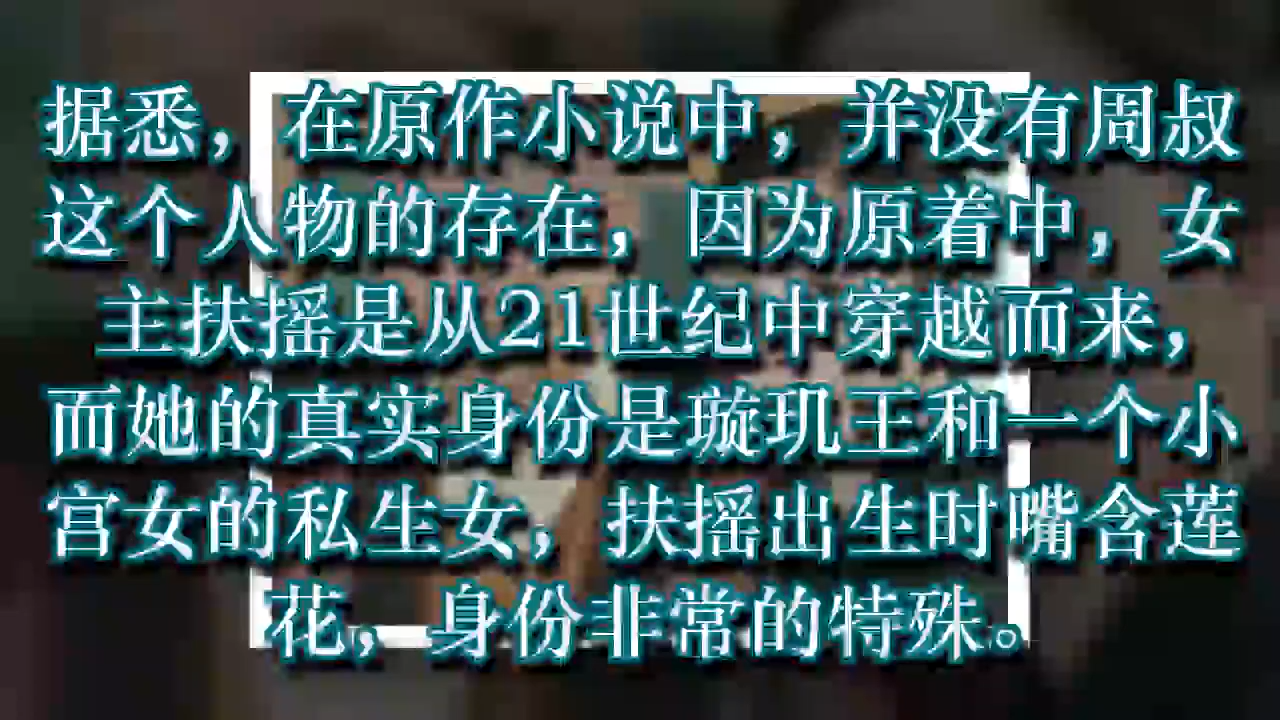 据悉，在原作小说中，并没有周叔
这个人物的存在，因为原着中，女
主扶摇是从21世纪中穿越而来，
而她的真实身份是璇玑王和一个小
宫女的私生女，扶摇出生时嘴含莲
花，身份非常的特殊。